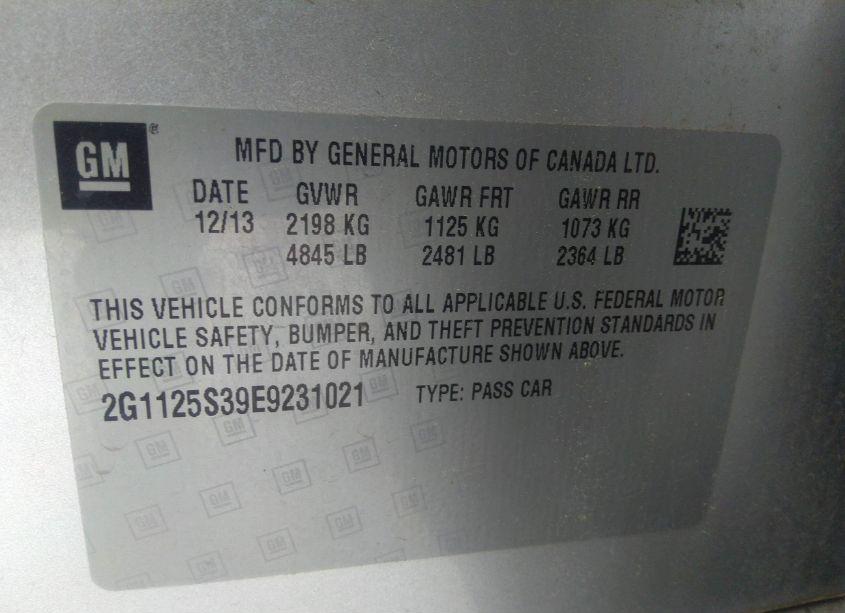 GM®
MFD BY GENERAL MOTORS OF CANADA LTD.
DATE GVWR GAWR FRT GAWR RR
12/13 2198 KG 1125 KG 1073 KG
4845 LB 2481 LB 2364 LB
THIS VEHICLE CONFORMS TO ALL APPLICABLE U.S. FEDERAL MOTOR
VEHICLE SAFETY, BUMPER, AND THEFT PREVENTION STANDARDS IN
EFFECT ON THE DATE OF MANUFACTURE SHOWN ABOVE.
2G1125S39E9231021 TYPE: PASS CAR